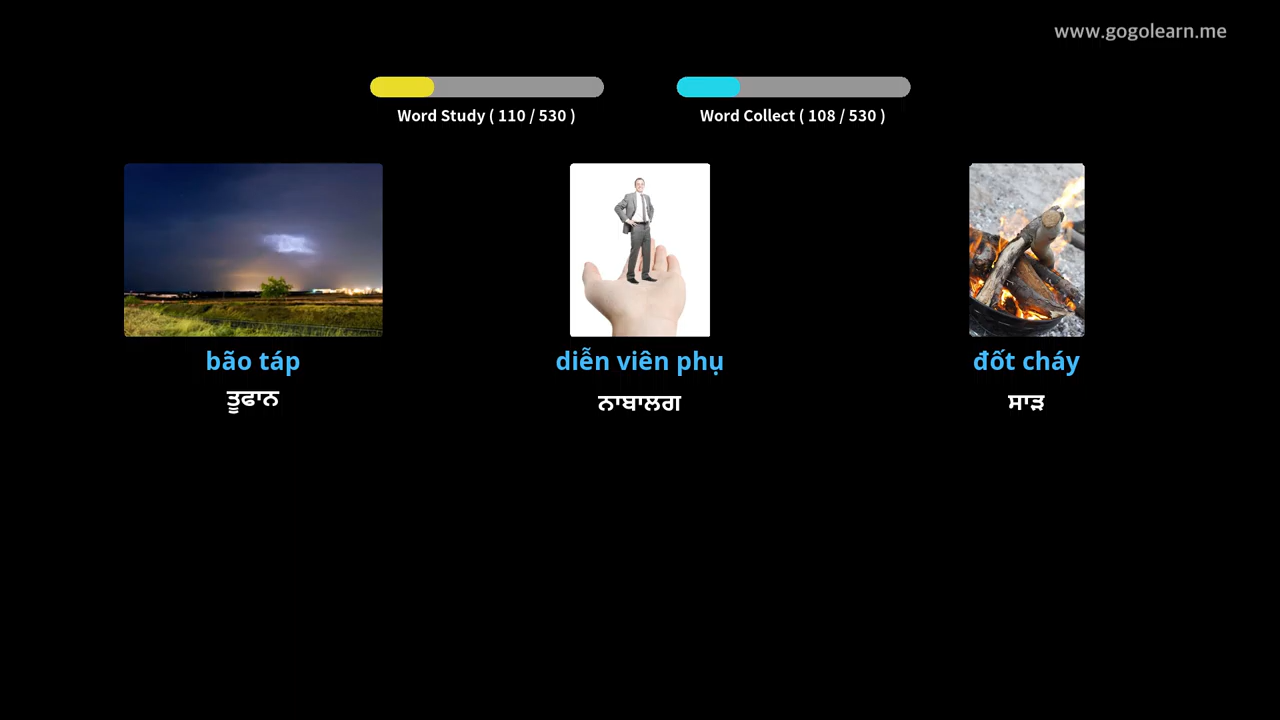 www.gogolearn.me
Word Study ( 110 / 530 )
Word Collect ( 108 / 530 )
bão táp
ਤੂਫਾਨ
diễn viên phụ
ਨਾਬਾਲਗ
đốt cháy
ਸਾੜ